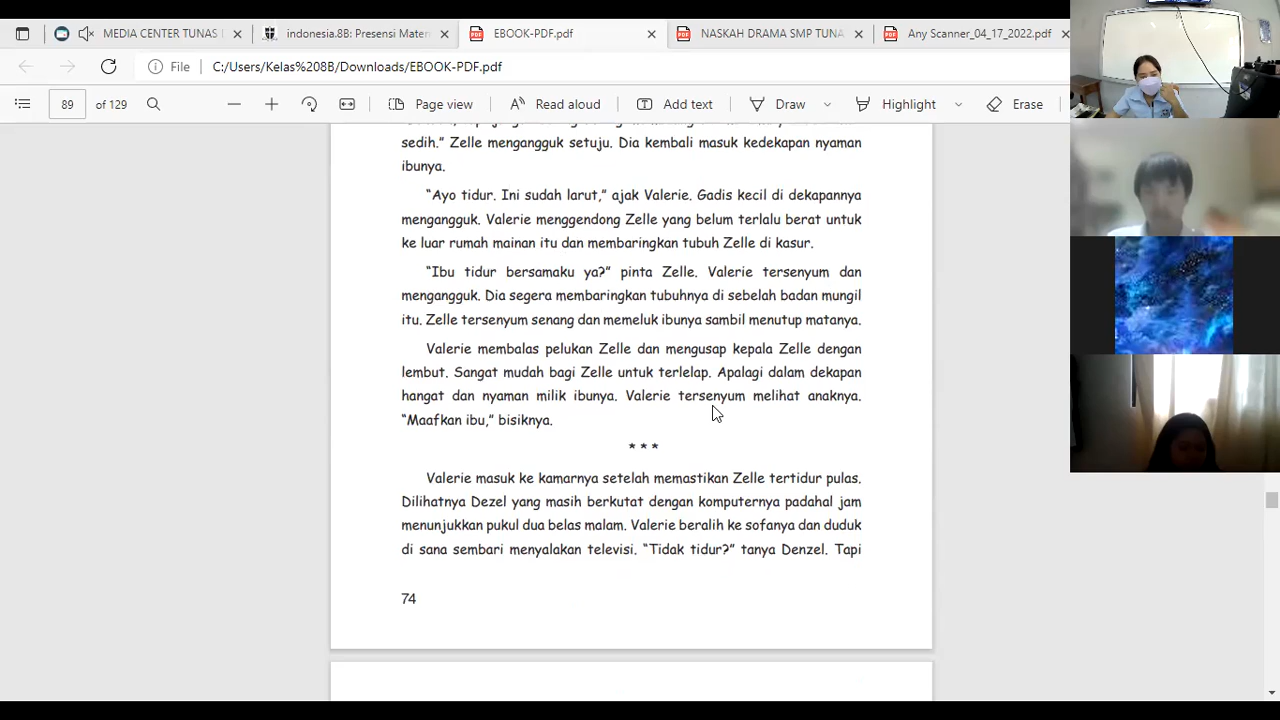 MEDIA CENTER TUNAS
indonesia.8B: Presensi Mater
EBOOK-PDF.pdf
NASKAH DRAMA SMP TUNA
Any Scanner_04_17_2022.pdf
File
C:/Users/Kelas%208B/Downloads/EBOOK-PDF.pdf
89 of 129
Page view
Read aloud
Add text
Draw
Highlight
Erase
sedih.” Zelle mengangguk setuju. Dia kembali masuk kedekapan nyaman
ibunya.
“Ayo tidur. Ini sudah larut,” ajak Valerie. Gadis kecil di dekapannya
mengangguk. Valerie menggendong Zelle yang belum terlalu berat untuk
ke luar rumah mainan itu dan membaringkan tubuh Zelle di kasur.
“Ibu tidur bersamaku ya?” pinta Zelle. Valerie tersenyum dan
mengangguk. Dia segera membaringkan tubuhnya di sebelah badan mungil
itu. Zelle tersenyum senang dan memeluk ibunya sambil menutup matanya.
Valerie membalas pelukan Zelle dan mengusap kepala Zelle dengan
lembut. Sangat mudah bagi Zelle untuk terlelap. Apalagi dalam dekapan
hangat dan nyaman milik ibunya. Valerie tersenyum melihat anaknya.
“Maafkan ibu,” bisiknya.
* * *
Valerie masuk ke kamarnya setelah memastikan Zelle tertidur pulas.
Dilihatnya Dezel yang masih berkutat dengan komputernya padahal jam
menunjukkan pukul dua belas malam. Valerie beralih ke sofanya dan duduk
di sana sembari menyalakan televisi. “Tidak tidur?” tanya Denzel. Tapi
74